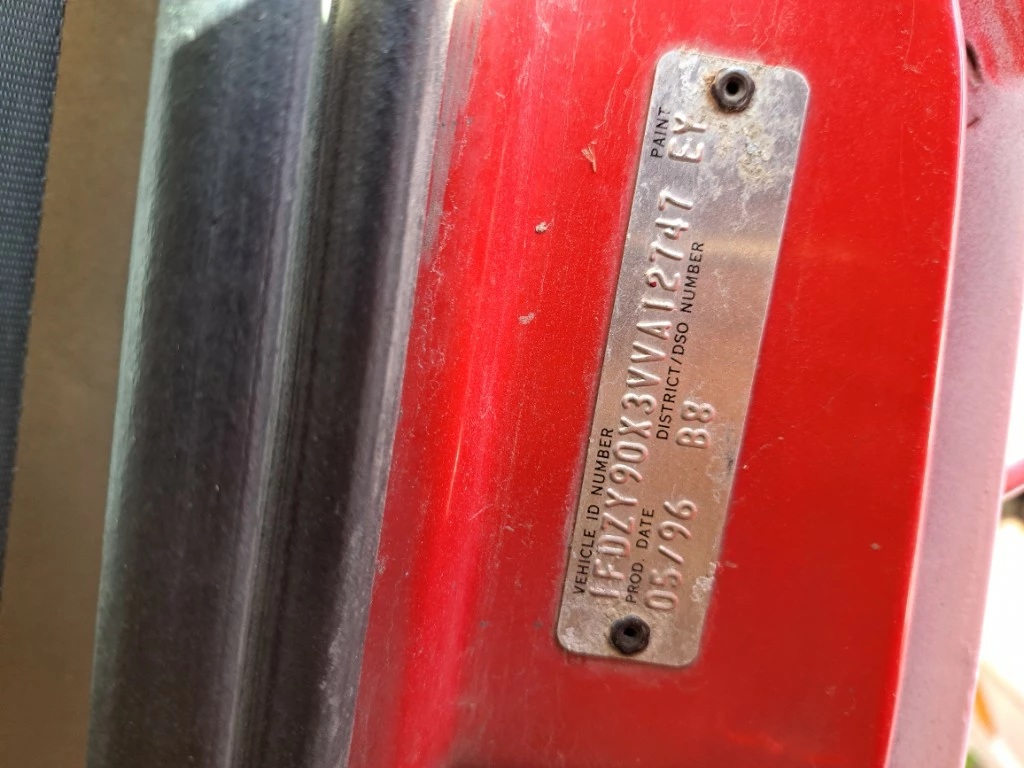 VEHICLE ID NUMBER PAINT
1FDZY90X3VVA12747 EY
PROD. DATE DISTRICT/DSO NUMBER
05/96 B8